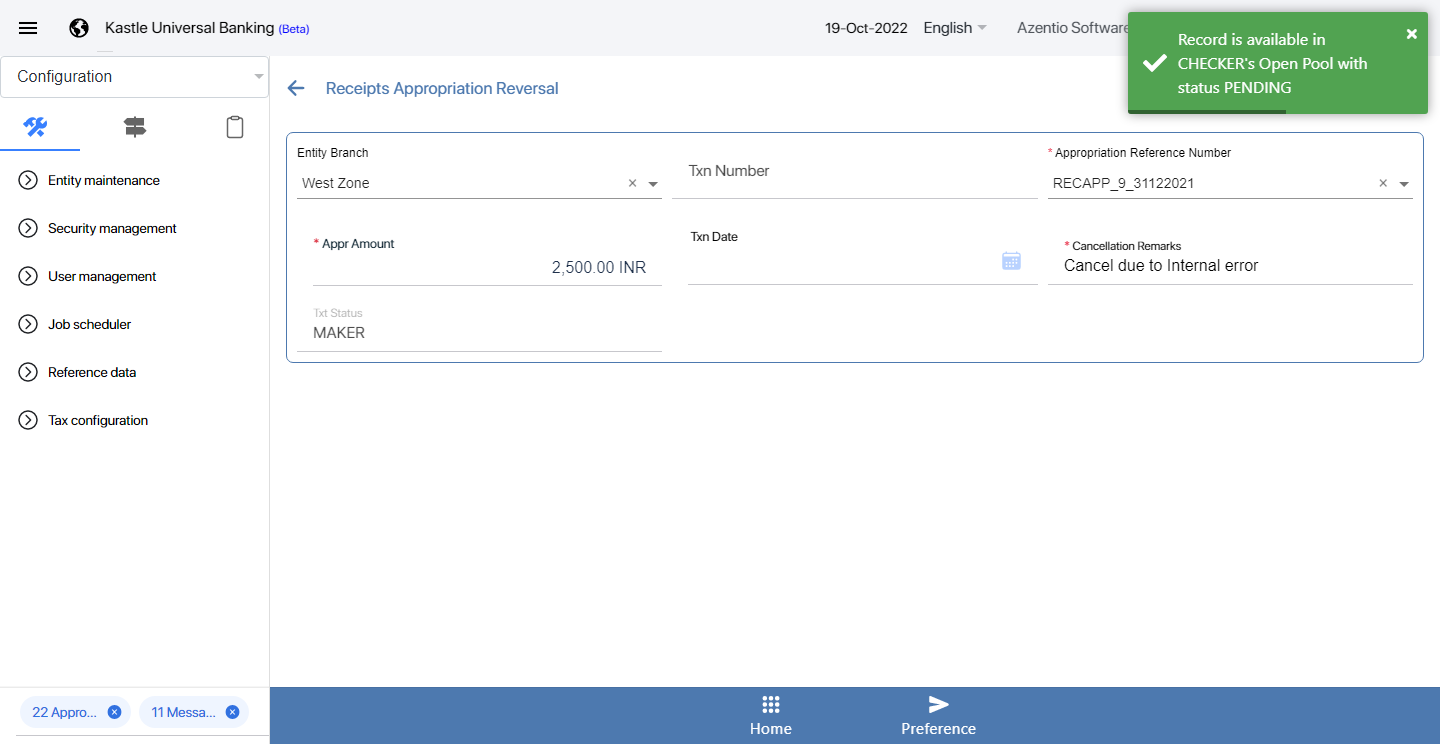 Kastle Universal Banking (Beta)
19-Oct-2022
English
Azentio Software
Record is available in
CHECKER's Open Pool with
status PENDING
Configuration
Receipts Appropriation Reversal
Entity maintenance
Security management
User management
Job scheduler
Reference data
Tax configuration
Entity Branch
West Zone
Txn Number
* Appropriation Reference Number
RECAPP_9_31122021
* Appr Amount
2,500.00 INR
Txn Date
* Cancellation Remarks
Cancel due to Internal error
Txt Status
MAKER
22 Appro...
11 Messa...
Home
Preference